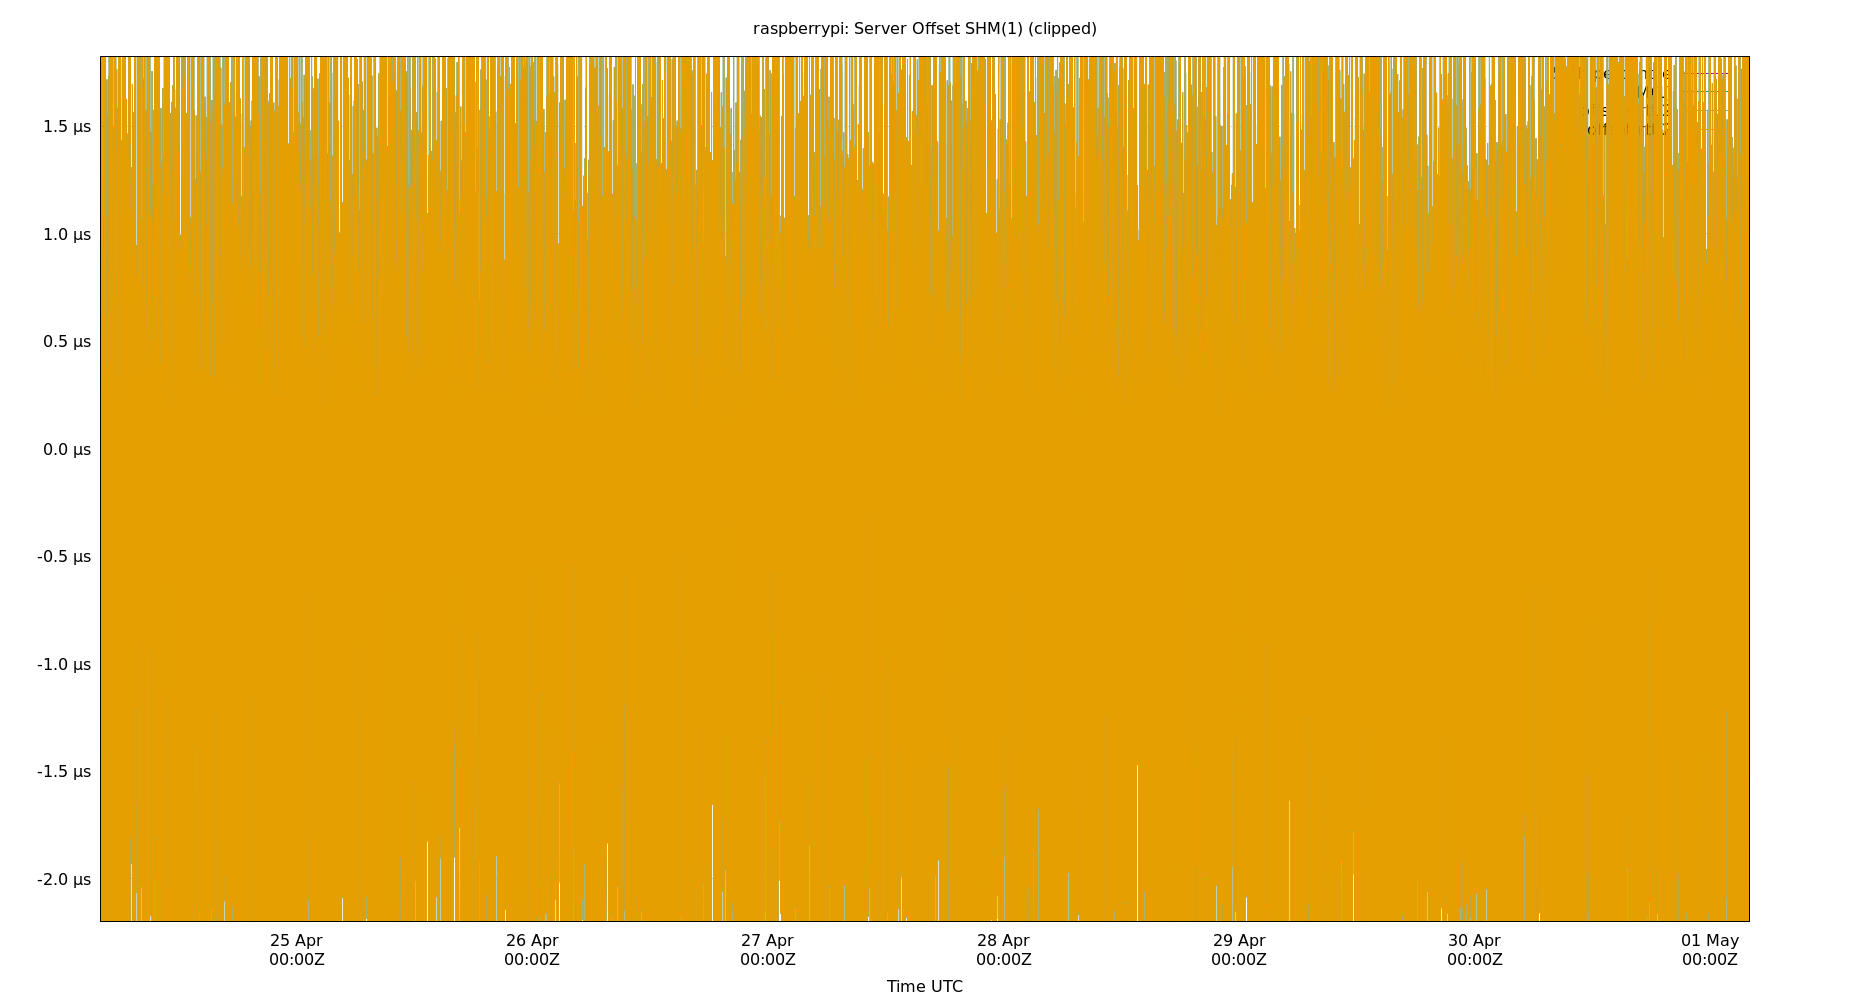 raspberrypi: Server Offset SHM(1) (clipped)
1.5 µs
1.0 µs
0.5 µs
0.0 µs
-0.5 µs
-1.0 µs
-1.5 µs
-2.0 µs
25 Apr 26 Apr 27 Apr 28 Apr 29 Apr 30 Apr 01 May
00:00Z 00:00Z 00:00Z 00:00Z 00:00Z 00:00Z 00:00Z
Time UTC